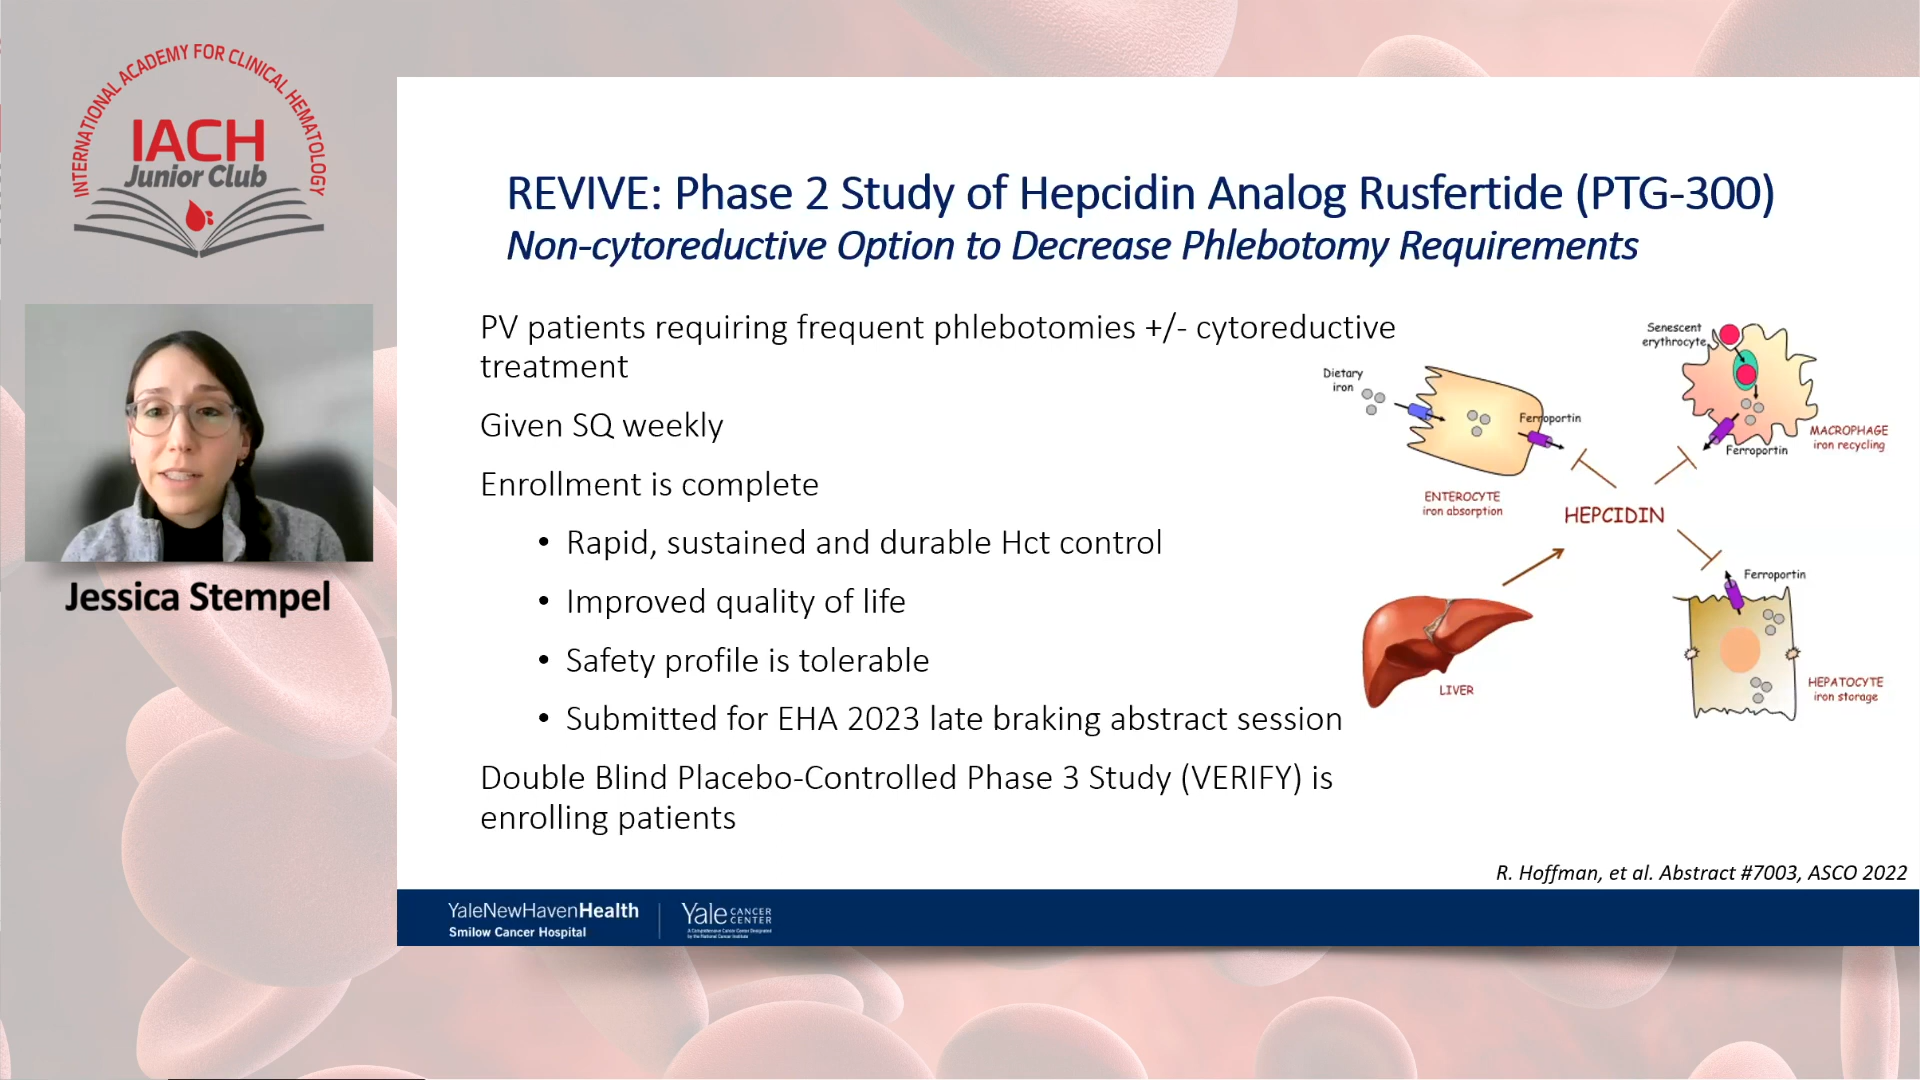 INTERNATIONAL ACADEMY FOR CLINICAL HEMATOLOGY
IACH
Junior Club
Jessica Stempel
REVIVE: Phase 2 Study of Hepcidin Analog Rusfertide (PTG-300)
Non-cytoreductive Option to Decrease Phlebotomy Requirements
PV patients requiring frequent phlebotomies +/- cytoreductive
treatment
Given SQ weekly
Enrollment is complete
• Rapid, sustained and durable Hct control
• Improved quality of life
• Safety profile is tolerable
• Submitted for EHA 2023 late braking abstract session
Double Blind Placebo-Controlled Phase 3 Study (VERIFY) is
enrolling patients
Dietary
iron
Ferroportin
ENTEROCYTE
iron absorption
Senescent
erythrocyte
Ferroportin
MACROPHAGE
iron recycling
HEPCIDIN
LIVER
Ferroportin
HEPATOCYTE
iron storage
R. Hoffman, et al. Abstract #7003, ASCO 2022
YaleNewHavenHealth
Smilow Cancer Hospital
Yale CANCER
CENTER
A Comprehensive Cancer Center Designated
by the National Cancer Institute